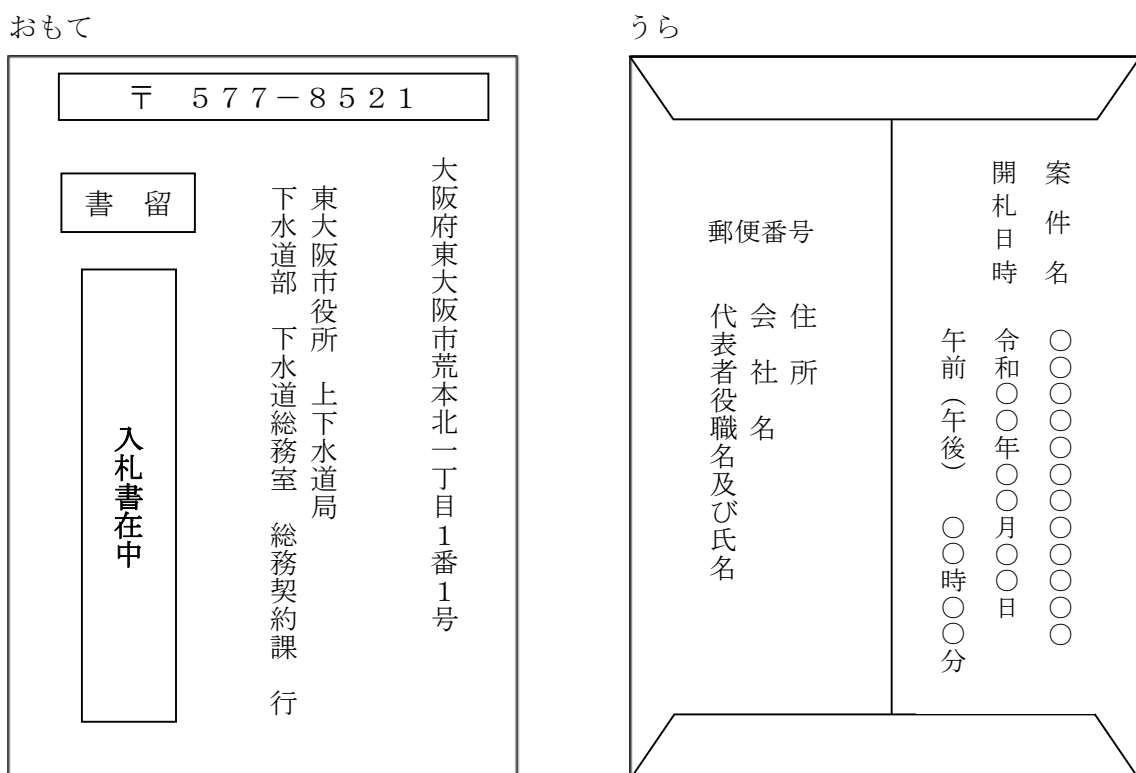 おもて
〒 ５７７－８５２１
大阪府東大阪市荒本北一丁目１番１号
東大阪市役所 上下水道局
下水道部 下水道総務室 総務契約課 行
書 留
入札書在中
うら
案 件 名 ○○○○○○○○○○○○○
開 札 日 時 令和○○年○○月○○日
午前（午後） ○○時○○分
郵便番号
住 所
会 社 名
代表者役職名及び氏名